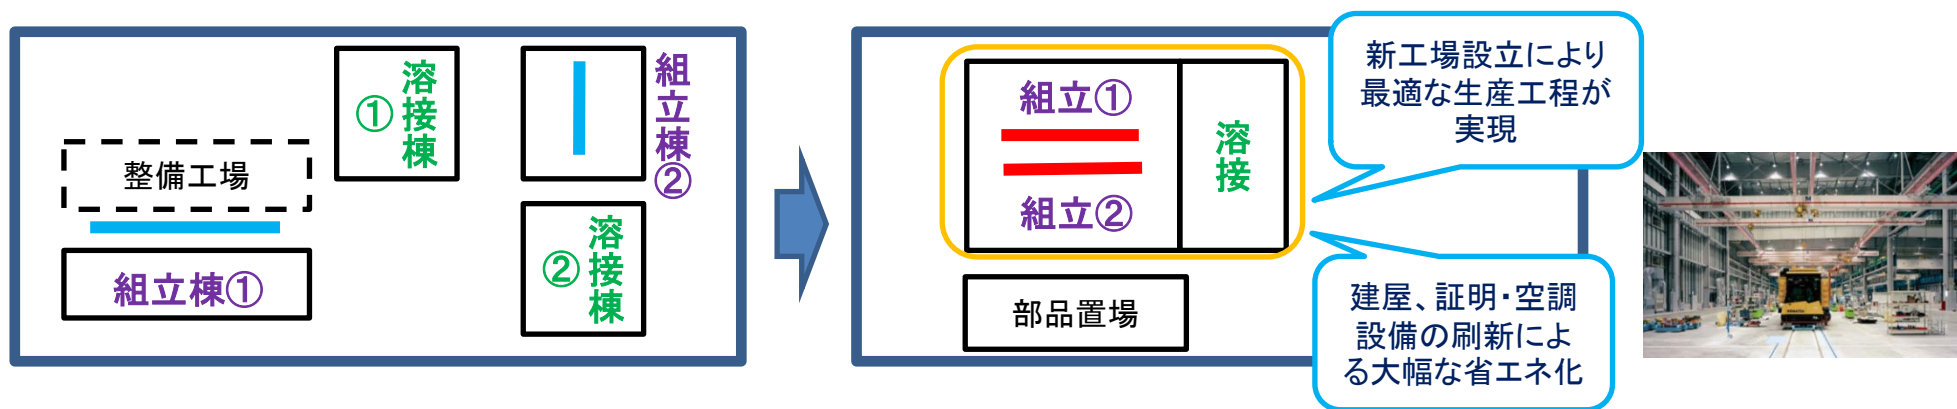 溶接棟
①
組立棟②
整備工場
組立棟①
溶接棟
②
組立①
組立②
溶接
部品置場
新工場設立により
最適な生産工程が
実現
建屋、証明・空調
設備の刷新によ
る大幅な省エネ化